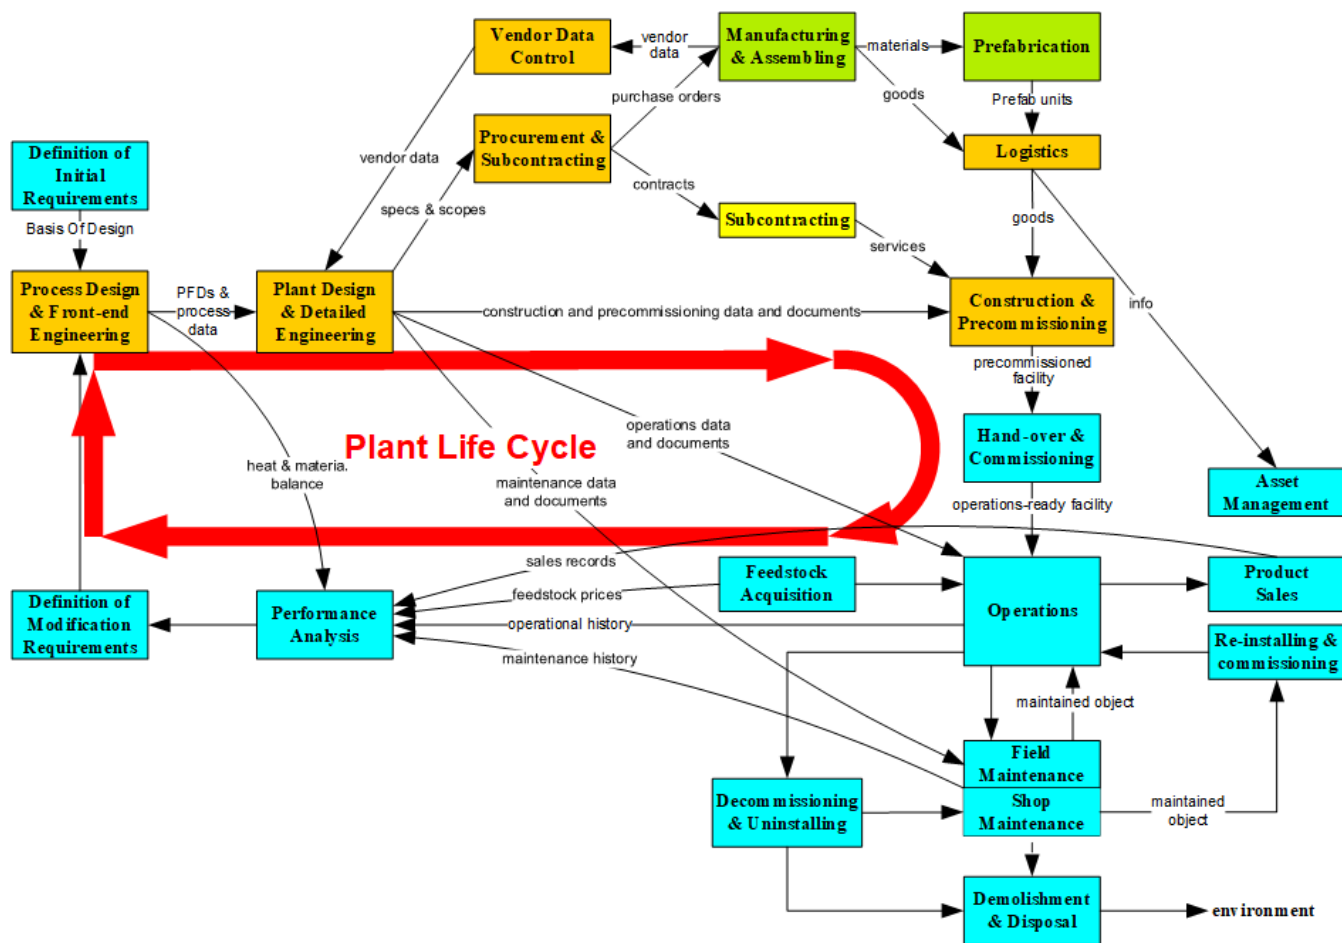 Vendor Data
Control
vendor
data
Manufacturing
& Assembling
materials
Prefabrication
purchase orders
goods
Prefab units
Definition of
Initial
Requirements
vendor data
Procurement &
Subcontracting
Logistics
contracts
specs & scopes
Subcontracting
goods
services
Basis Of Design
Process Design
& Front-end
Engineering
PFDs &
process
data
Plant Design
& Detailed
Engineering
construction and precommissioning data and documents
Construction &
Precommissioning
info
precommissioned
facility
Plant Life Cycle
operations data
and documents
Hand-over &
Commissioning
heat & materia.
balance
maintenance data
and documents
Asset
Management
operations-ready facility
sales records
Feedstock
Acquisition
Operations
Product
Sales
feedstock prices
Definition of
Modification
Requirements
Performance
Analysis
operational history
Re-installing &
commissioning
maintenance history
maintained object
Field
Maintenance
Decommissioning
& Uninstalling
Shop
Maintenance
maintained
object
Demolishment
& Disposal
environment